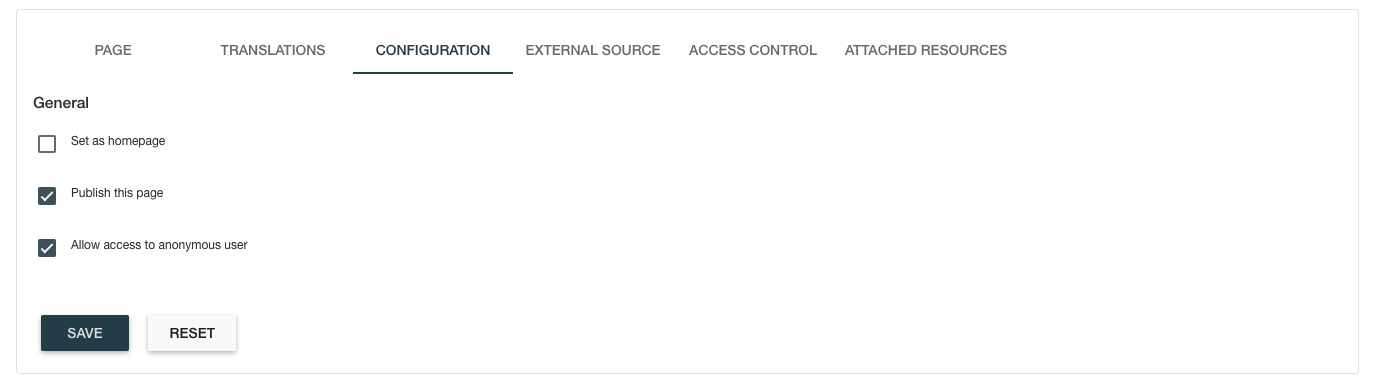 PAGE TRANSLATIONS CONFIGURATION EXTERNAL SOURCE ACCESS CONTROL ATTACHED RESOURCES
General
Set as homepage
Publish this page
Allow access to anonymous user
SAVE RESET